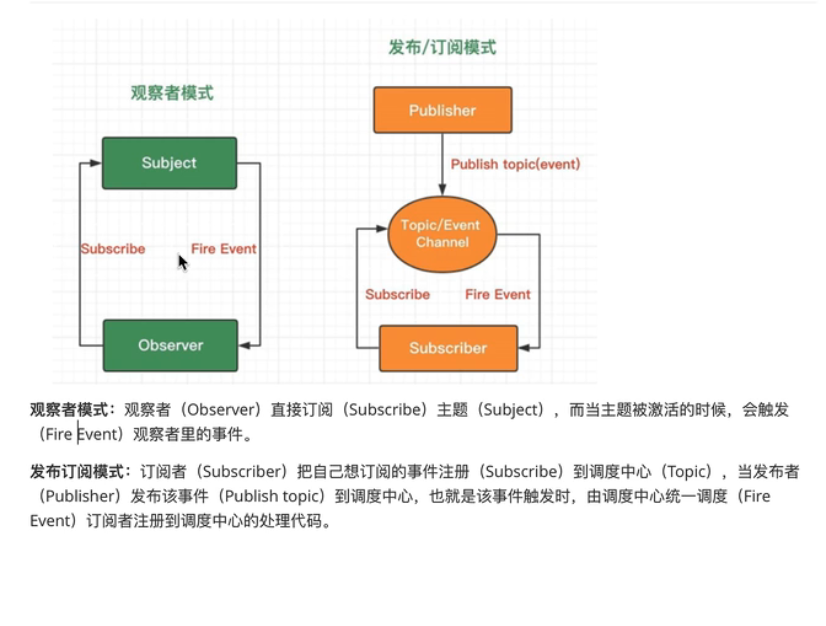 观察者模式
Subject
Subscribe
Fire Event
Observer
发布/订阅模式
Publisher
Publish topic(event)
Topic/Event
Channel
Subscribe
Fire Event
Subscriber
观察者模式：观察者（Observer）直接订阅（Subscribe）主题（Subject），而当主题被激活的时候，会触发
（Fire Event）观察者里的事件。
发布订阅模式：订阅者（Subscriber）把自己想订阅的事件注册（Subscribe）到调度中心（Topic），当发布者
（Publisher）发布该事件（Publish topic）到调度中心，也就是该事件触发时，由调度中心统一调度（Fire
Event）订阅者注册到调度中心的处理代码。